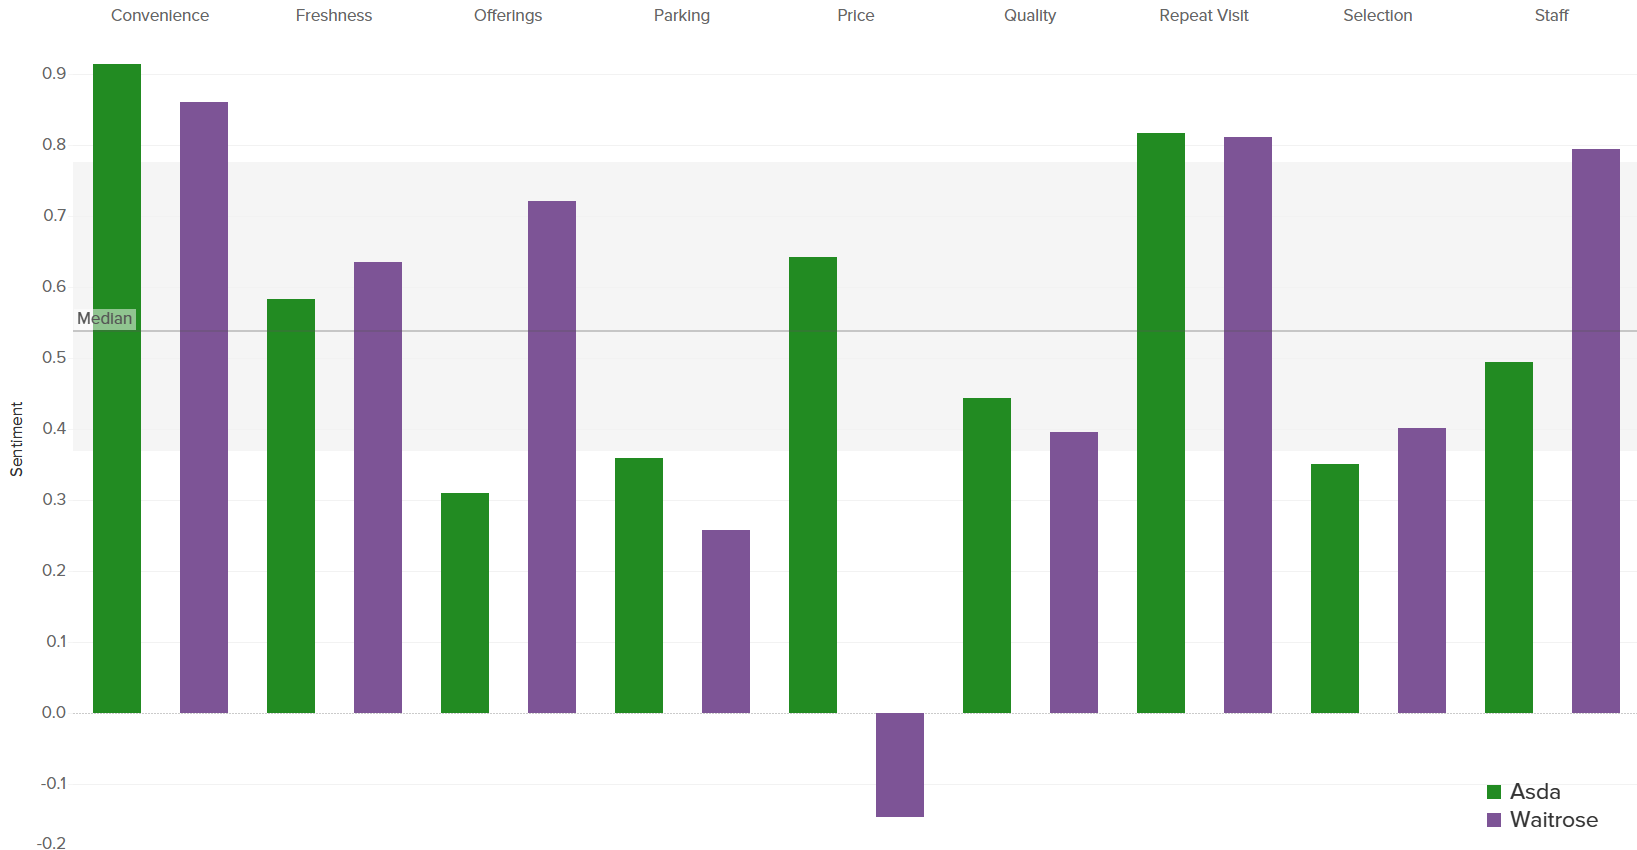 Convenience Freshness Offerings Parking Price Quality Repeat Visit Selection Staff
0.9
0.8
0.7
0.6
Median
0.5
0.4
Sentiment
0.3
0.2
0.1
0.0
-0.1
Asda
Waitrose
-0.2